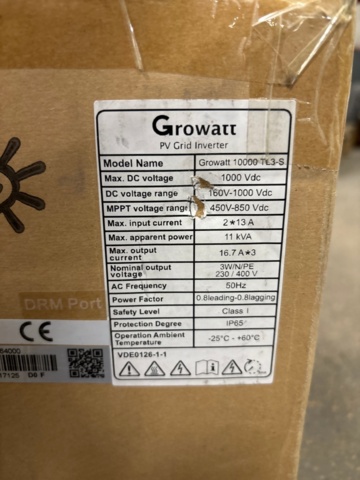 Growatt
PV Grid Inverter
Model Name Growatt 10000 TL3-S
Max. DC voltage 1000 Vdc
DC voltage range 160V-1000 Vdc
MPPT voltage range 450V-850 Vdc
Max. input current 2★13 A
Max. apparent power 11 kVA
Max. output current 16.7 A★3
Nominal output voltage 3W/N/PE 230 / 400 V
AC Frequency 50Hz
Power Factor 0.8leading-0.8lagging
Safety Level Class I
Protection Degree IP65
Operation Ambient Temperature -25°C - +60°C
VDE0126-1-1
DRM Port
CE
54000
17125 D6 F